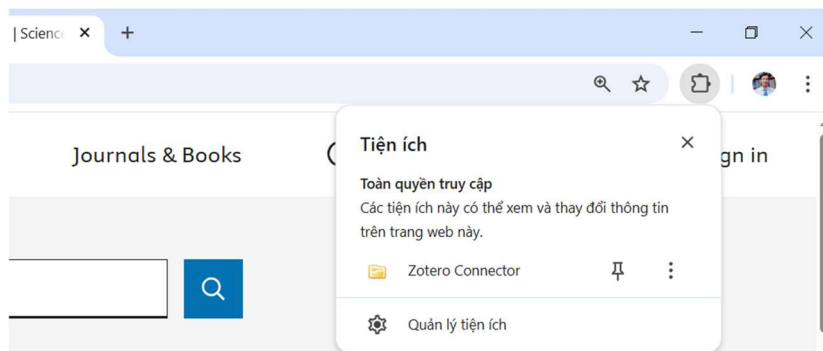 | Scienc
Journals & Books
gn in
Tiện ích
Toàn quyền truy cập
Các tiện ích này có thể xem và thay đổi thông tin
trên trang web này.
Zotero Connector
Quản lý tiện ích